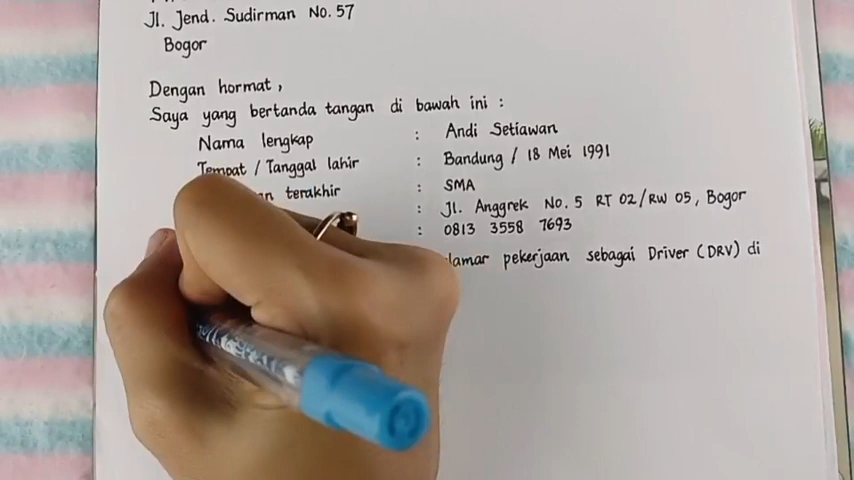 Jl. Jend. Sudirman No. 57
Bogor
Dengan hormat,
Saya yang bertanda tangan di bawah ini :
Nama lengkap : Andi Setiawan
Tempat / Tanggal lahir : Bandung / 18 Mei 1991
terakhir : SMA
: Jl. Anggrek No. 5 RT 02/RW 05, Bogor
: 0813 3558 7693
lamar pekerjaan sebagai Driver (DRV) di